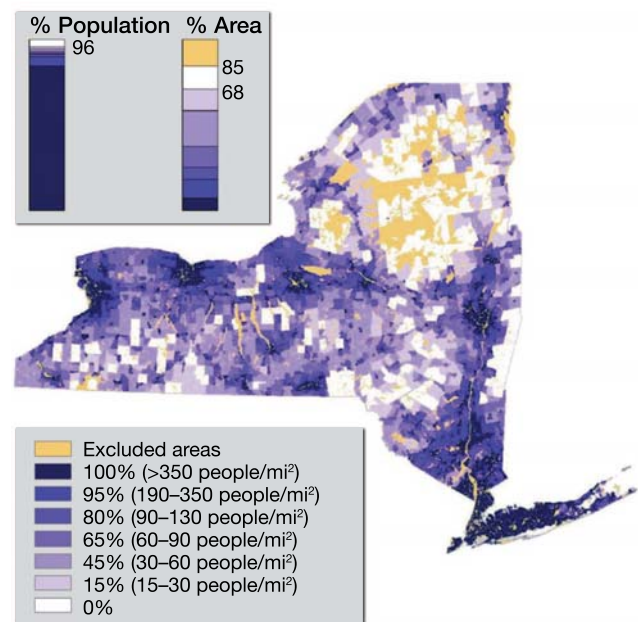 % Population % Area
96
85
68
Excluded areas
100% (>350 people/mi²)
95% (190–350 people/mi²)
80% (90–130 people/mi²)
65% (60–90 people/mi²)
45% (30–60 people/mi²)
15% (15–30 people/mi²)
0%